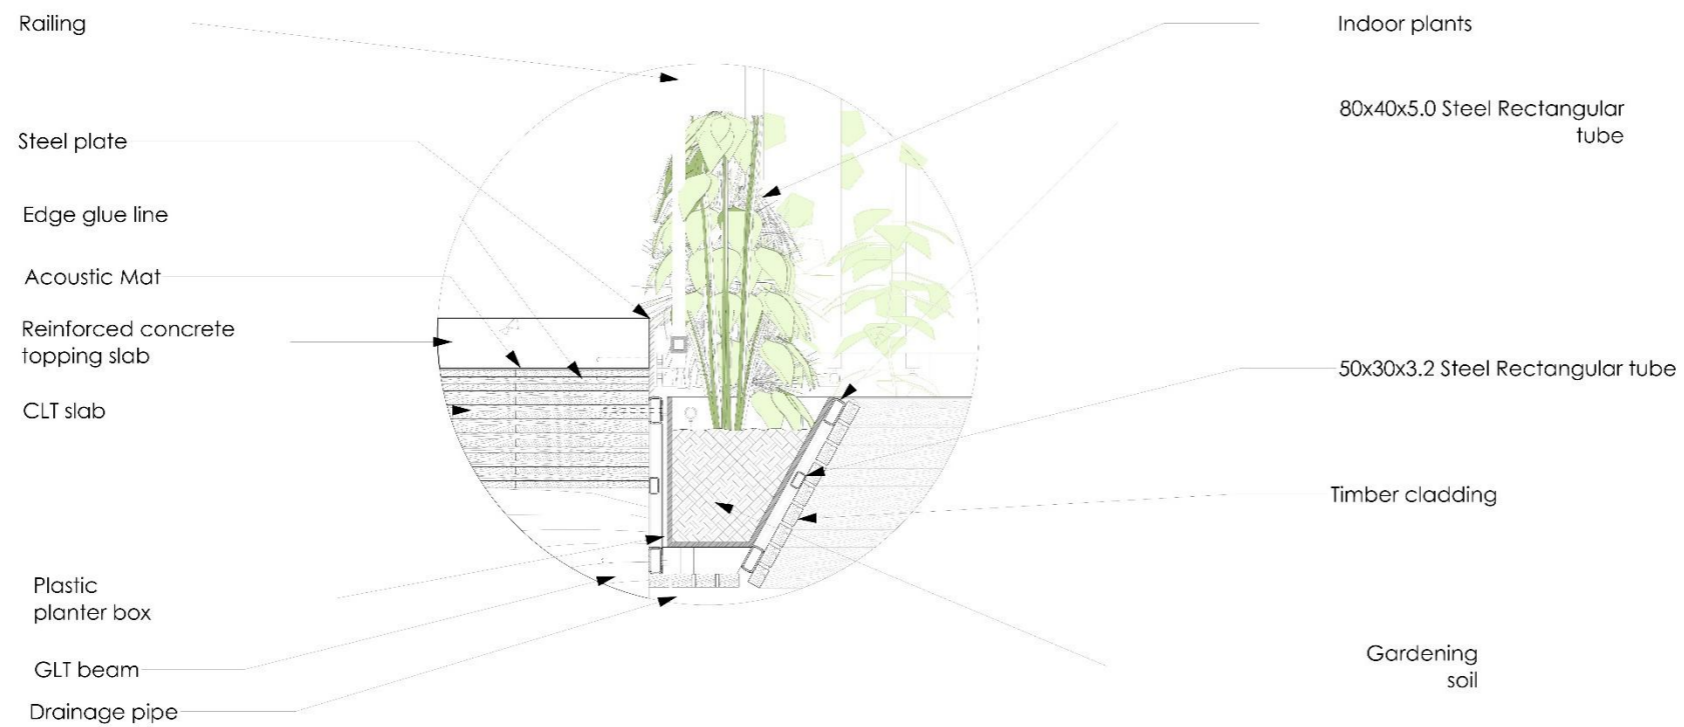 Railing
Steel plate
Edge glue line
Acoustic Mat
Reinforced concrete
topping slab
CLT slab
Plastic
planter box
GLT beam
Drainage pipe
Indoor plants
80x40x5.0 Steel Rectangular
tube
50x30x3.2 Steel Rectangular tube
Timber cladding
Gardening
soil